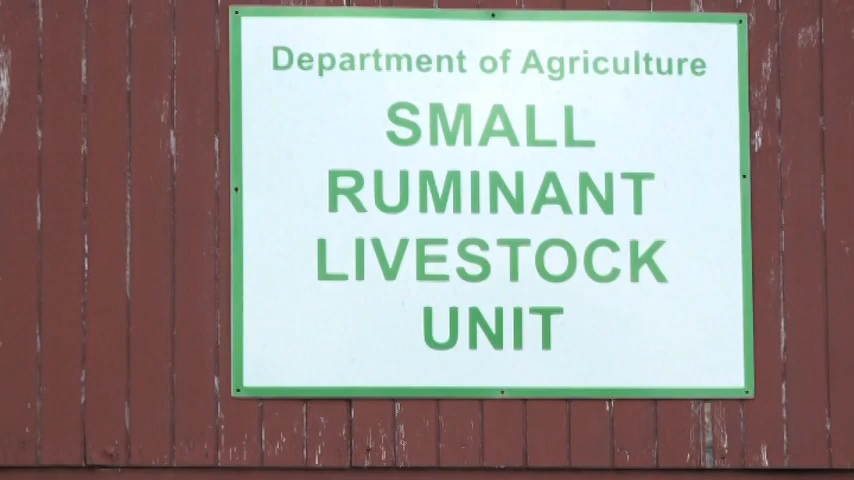 Department of Agriculture
SMALL
RUMINANT
LIVESTOCK
UNIT